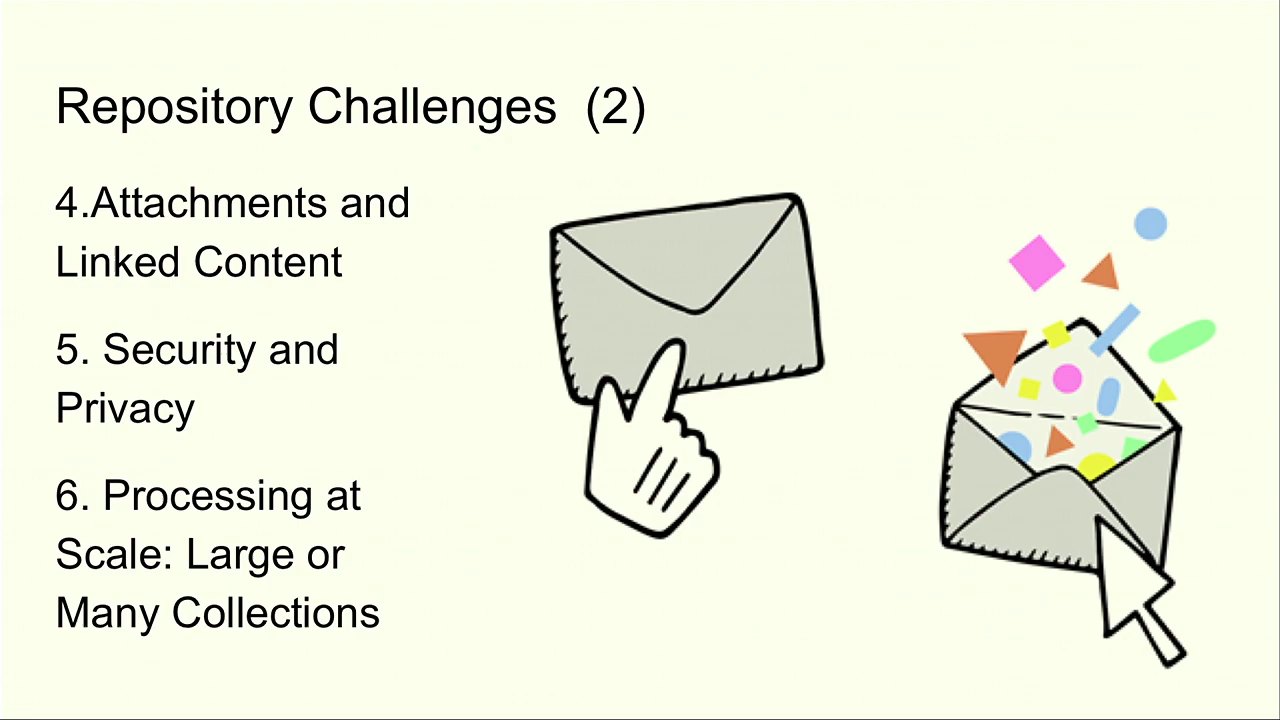 Repository Challenges  (2)
4.Attachments and
Linked Content
5. Security and
Privacy
6. Processing at
Scale: Large or
Many Collections